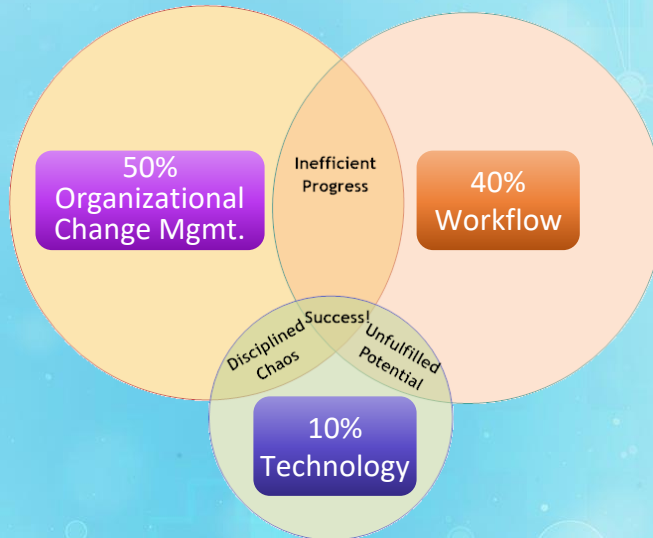 50%
Organizational
Change Mgmt.
Inefficient
Progress
40%
Workflow
Disciplined
Chaos
Success!
Unfulfilled
Potential
10%
Technology